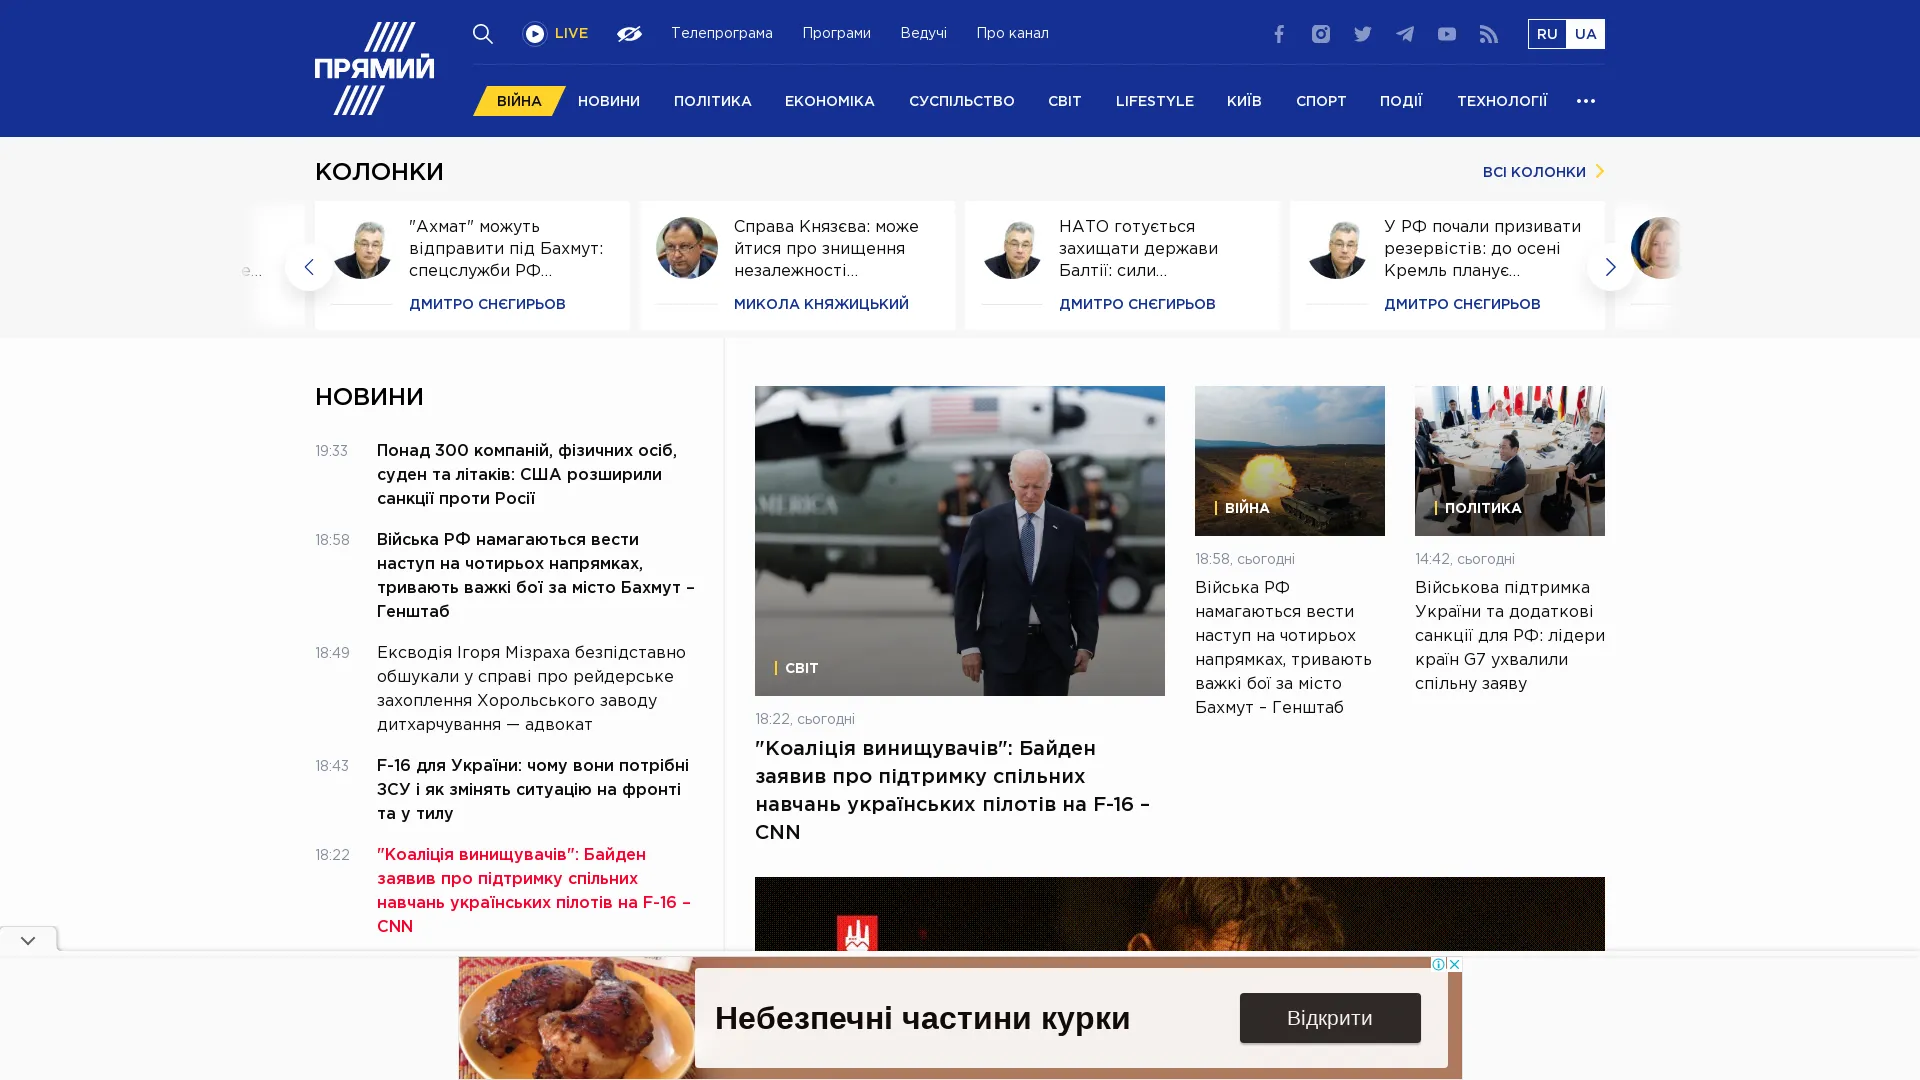 LIVE
Телепрограма
Програми
Ведучі
Про канал
RU
UA
ПРЯМИЙ
ВІЙНА
НОВИНИ
ПОЛІТИКА
ЕКОНОМІКА
СУСПІЛЬСТВО
СВІТ
LIFESTYLE
КИЇВ
СПОРТ
ПОДІЇ
ТЕХНОЛОГІЇ
КОЛОНКИ
ВСІ КОЛОНКИ
е...
"Ахмат" можуть
відправити під Бахмут:
спецслужби РФ...
ДМИТРО СНЄГИРЬОВ
Справа Князєва: може
йтися про знищення
незалежності...
МИКОЛА КНЯЖИЦЬКИЙ
НАТО готується
захищати держави
Балтії: сили...
ДМИТРО СНЄГИРЬОВ
У РФ почали призивати
резервістів: до осені
Кремль планує...
ДМИТРО СНЄГИРЬОВ
НОВИНИ
19:33
Понад 300 компаній, фізичних осіб,
суден та літаків: США розширили
санкції проти Росії
18:58
Війська РФ намагаються вести
наступ на чотирьох напрямках,
тривають важкі бої за місто Бахмут –
Генштаб
18:49
Ексводія Ігоря Мізраха безпідставно
обшукали у справі про рейдерське
захоплення Хорольського заводу
дитхарчування — адвокат
18:43
F-16 для України: чому вони потрібні
ЗСУ і як змінять ситуацію на фронті
та у тилу
18:22
"Коаліція винищувачів": Байден
заявив про підтримку спільних
навчань українських пілотів на F-16 –
CNN
AMERICA
СВІТ
18:22, сьогодні
"Коаліція винищувачів": Байден
заявив про підтримку спільних
навчань українських пілотів на F-16 –
CNN
ВІЙНА
18:58, сьогодні
Війська РФ
намагаються вести
наступ на чотирьох
напрямках, тривають
важкі бої за місто
Бахмут – Генштаб
ПОЛІТИКА
14:42, сьогодні
Військова підтримка
України та додаткові
санкції для РФ: лідери
країн G7 ухвалили
спільну заяву
Небезпечні частини курки
Відкрити